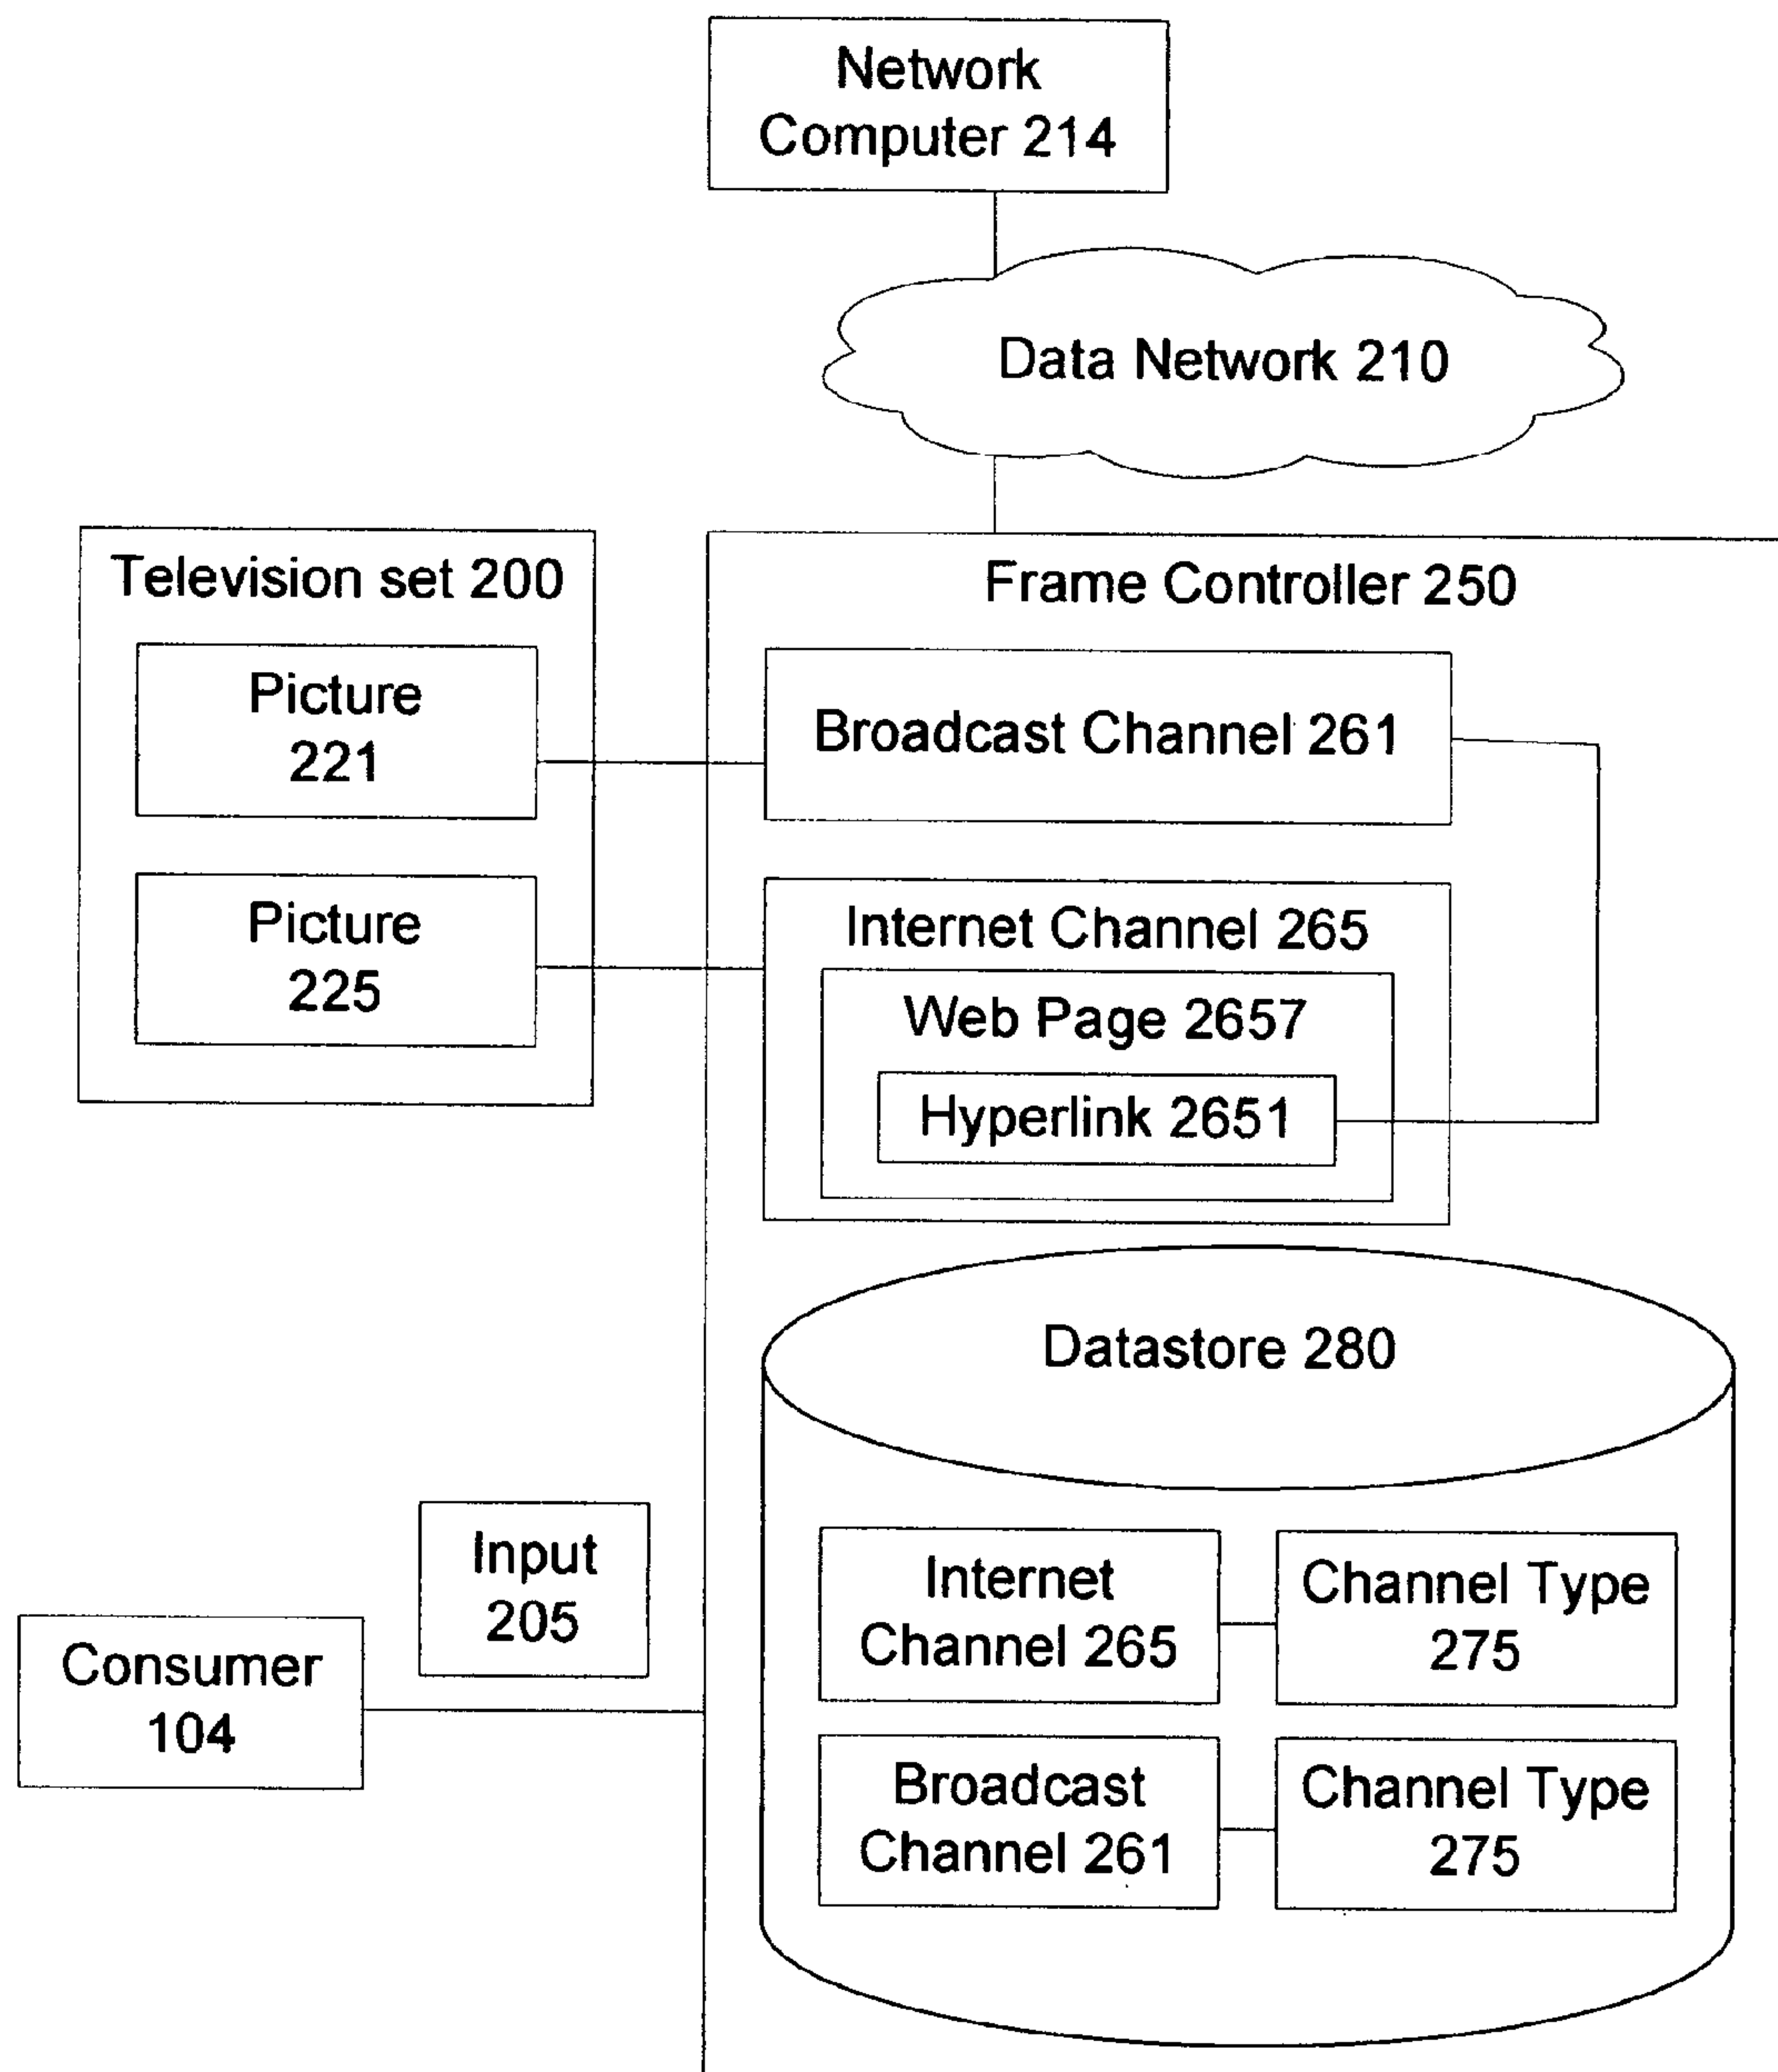 Network
Computer 214
Data Network 210
Television set 200
Picture
221
Picture
225
Frame Controller 250
Broadcast Channel 261
Internet Channel 265
Web Page 2657
Hyperlink 2651
Datastore 280
Internet
Channel 265
Channel Type
275
Broadcast
Channel 261
Channel Type
275
Input
205
Consumer
104